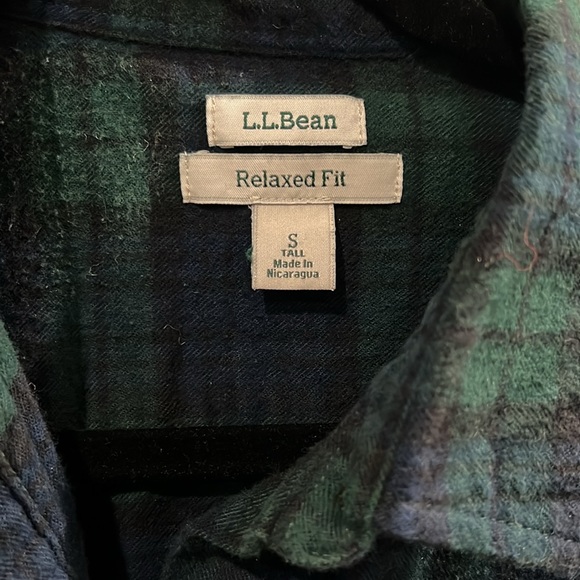 L.L.Bean
Relaxed Fit
S
TALL
Made In
Nicaragua